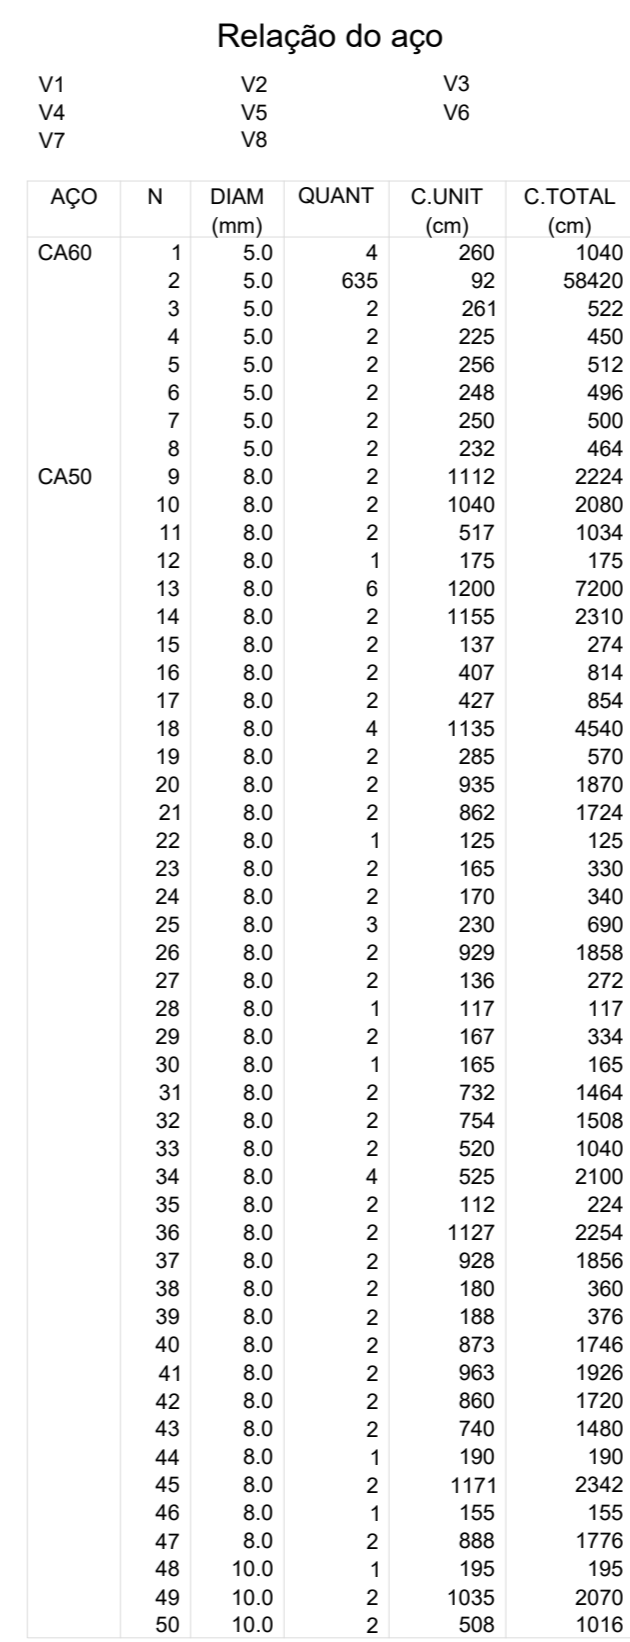 Relação do aço
V1 V2 V3
V4 V5 V6
V7 V8
AÇO N DIAM QUANT C.UNIT C.TOTAL
(mm) (cm) (cm)
CA60 1 5.0 4 260 1040
2 5.0 635 92 58420
3 5.0 2 261 522
4 5.0 2 225 450
5 5.0 2 256 512
6 5.0 2 248 496
7 5.0 2 250 500
8 5.0 2 232 464
CA50 9 8.0 2 1112 2224
10 8.0 2 1040 2080
11 8.0 2 517 1034
12 8.0 1 175 175
13 8.0 6 1200 7200
14 8.0 2 1155 2310
15 8.0 2 137 274
16 8.0 2 407 814
17 8.0 2 427 854
18 8.0 4 1135 4540
19 8.0 2 285 570
20 8.0 2 935 1870
21 8.0 2 862 1724
22 8.0 1 125 125
23 8.0 2 165 330
24 8.0 2 170 340
25 8.0 3 230 690
26 8.0 2 929 1858
27 8.0 2 136 272
28 8.0 1 117 117
29 8.0 2 167 334
30 8.0 1 165 165
31 8.0 2 732 1464
32 8.0 2 754 1508
33 8.0 2 520 1040
34 8.0 4 525 2100
35 8.0 2 112 224
36 8.0 2 1127 2254
37 8.0 2 928 1856
38 8.0 2 180 360
39 8.0 2 188 376
40 8.0 2 873 1746
41 8.0 2 963 1926
42 8.0 2 860 1720
43 8.0 2 740 1480
44 8.0 1 190 190
45 8.0 2 1171 2342
46 8.0 1 155 155
47 8.0 2 888 1776
48 10.0 1 195 195
49 10.0 2 1035 2070
50 10.0 2 508 1016